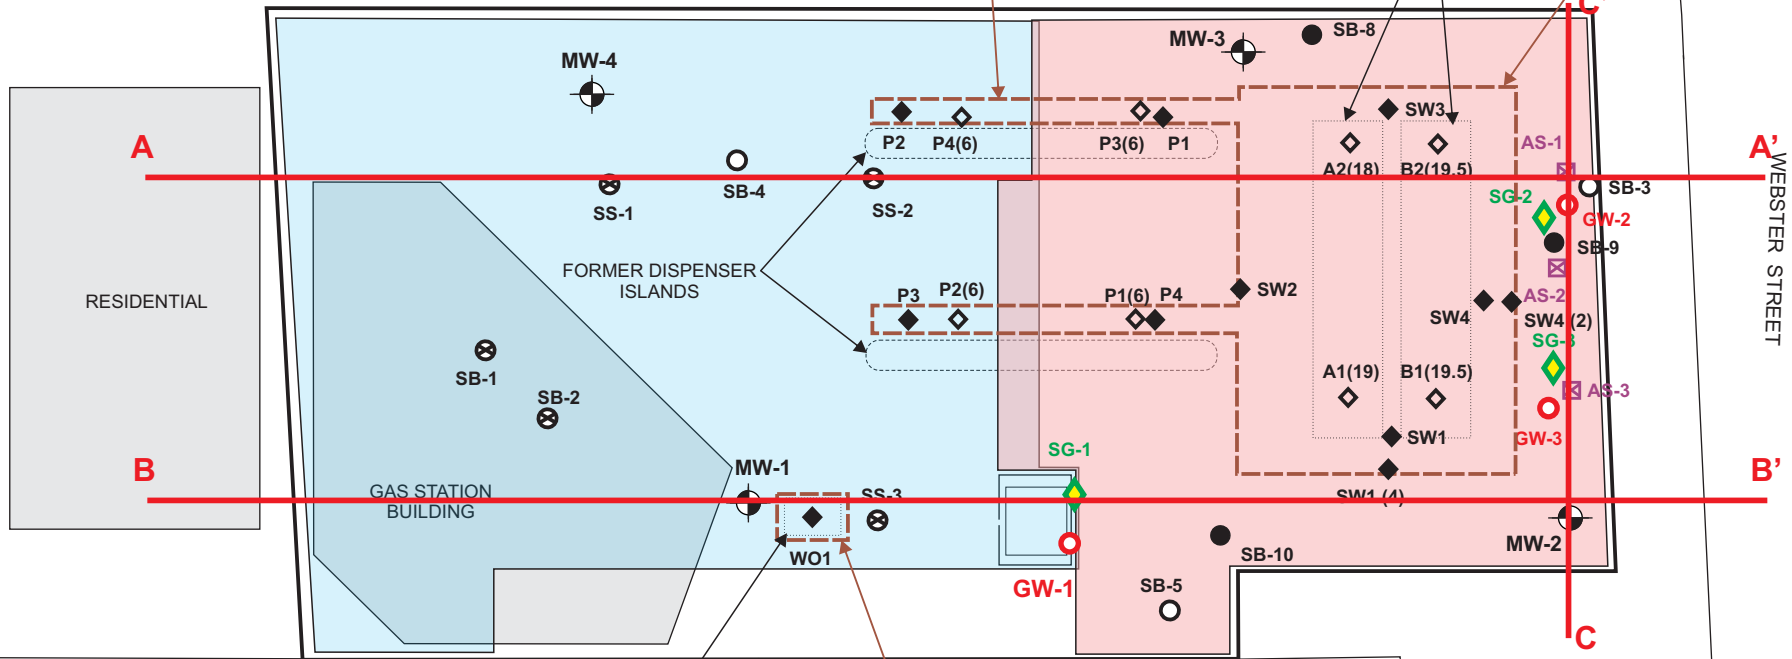 C'
SB-8
MW-3
MW-4
SW3
P2
P4(6)
P3(6)
P1
A
A2(18)
B2(19.5)
AS-1
A'
SB-4
SS-1
SS-2
SG-2
SB-3
GW-2
SB-9
WEBSTER STREET
FORMER DISPENSER
ISLANDS
RESIDENTIAL
P3
P2(6)
P1(6)
P4
SW2
SW4
AS-2
SW4 (2)
SG-3
SB-1
SB-2
A1(19)
B1(19.5)
AS-3
SW1
GW-3
SG-1
B
MW-1
B'
GAS STATION
BUILDING
SS-3
SW1 (4)
WO1
SB-10
MW-2
GW-1
SB-5
C